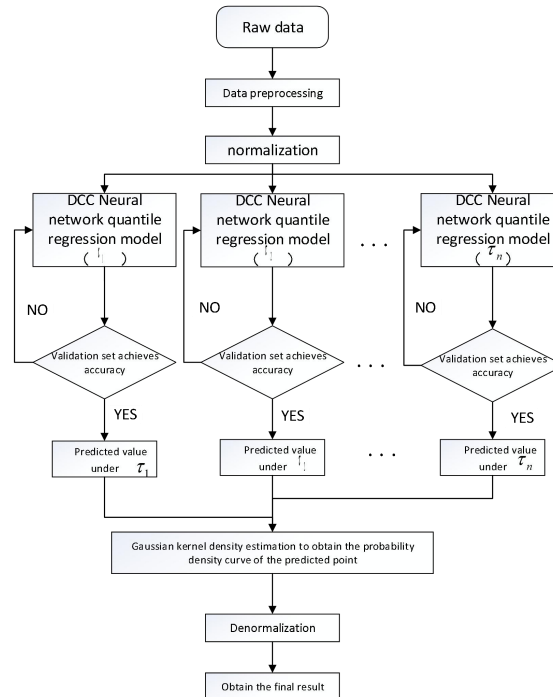 Raw data
Data preprocessing
normalization
DCC Neural
network quantile
regression model
( )
DCC Neural
network quantile
regression model
( )
. . .
DCC Neural
network quantile
regression model
( τn )
NO
NO
NO
Validation set achieves
accuracy
Validation set achieves
accuracy
. . .
Validation set achieves
accuracy
YES
YES
YES
Predicted value
under τ1
Predicted value
under
. . .
Predicted value
under τn
Gaussian kernel density estimation to obtain the probability
density curve of the predicted point
Denormalization
Obtain the final result